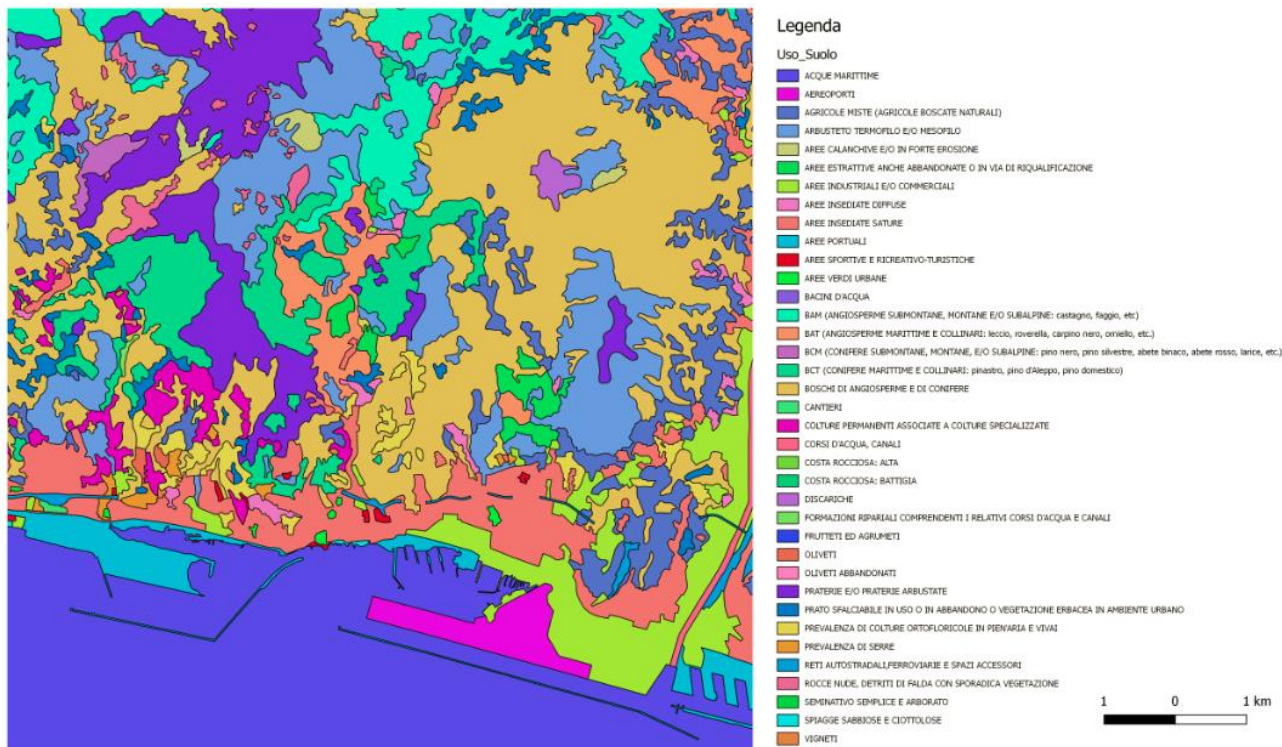 Legenda
Uso_Suolo
ACQUE MARITTIME
AEREOPORTI
AGRICOLE MISTE (AGRICOLE BOSCATE NATURALI)
ARBUSTETO TERMOFILO E/O MESOFILO
AREE CALANCHIVE E/O IN FORTE EROSIONE
AREE ESTRATTIVE ANCHE ABBANDONATE O IN VIA DI RIQUALIFICAZIONE
AREE INDUSTRIALI E/O COMMERCIALI
AREE INSEDIATE DIFFUSE
AREE INSEDIATE SATURE
AREE PORTUALI
AREE SPORTIVE E RICREATIVO-TURISTICHE
AREE VERDI URBANE
BACINI D'ACQUA
BAM (ANGIOSPERME SUBMONTANE, MONTANE E/O SUBALPINE: castagno, faggio, etc)
BAT (ANGIOSPERME MARITTIME E COLLINARI: leccio, roverella, carpino nero, orniello, etc.)
BCM (CONIFERE SUBMONTANE, MONTANE, E/O SUBALPINE: pino nero, pino silvestre, abete binaco, abete rosso, larice, etc.)
BCT (CONIFERE MARITTIME E COLLINARI: pinastro, pino d'Aleppo, pino domestico)
BOSCHI DI ANGIOSPERME E DI CONIFERE
CANTIERI
COLTURE PERMANENTI ASSOCIATE A COLTURE SPECIALIZZATE
CORSI D'ACQUA, CANALI
COSTA ROCCIOSA: ALTA
COSTA ROCCIOSA: BATTIGIA
DISCARICHE
FORMAZIONI RIPARIALI COMPRENDENTI I RELATIVI CORSI D'ACQUA E CANALI
FRUTTETI ED AGRUMETI
OLIVETI
OLIVETI ABBANDONATI
PRATERIE E/O PRATERIE ARBUSTATE
PRATO SFALCIABILE IN USO O IN ABBANDONO O VEGETAZIONE ERBACEA IN AMBIENTE URBANO
PREVALENZA DI COLTURE ORTOFLORICOLE IN PIEN'ARIA E VIVAI
PREVALENZA DI SERRE
RETI AUTOSTRADALI,FERROVIARIE E SPAZI ACCESSORI
ROCCE NUDE, DETRITI DI FALDA CON SPORADICA VEGETAZIONE
SEMINATIVO SEMPLICE E ARBORATO
SPIAGGE SABBIOSE E CIOTTOLOSE
VIGNETI
1 0 1 km